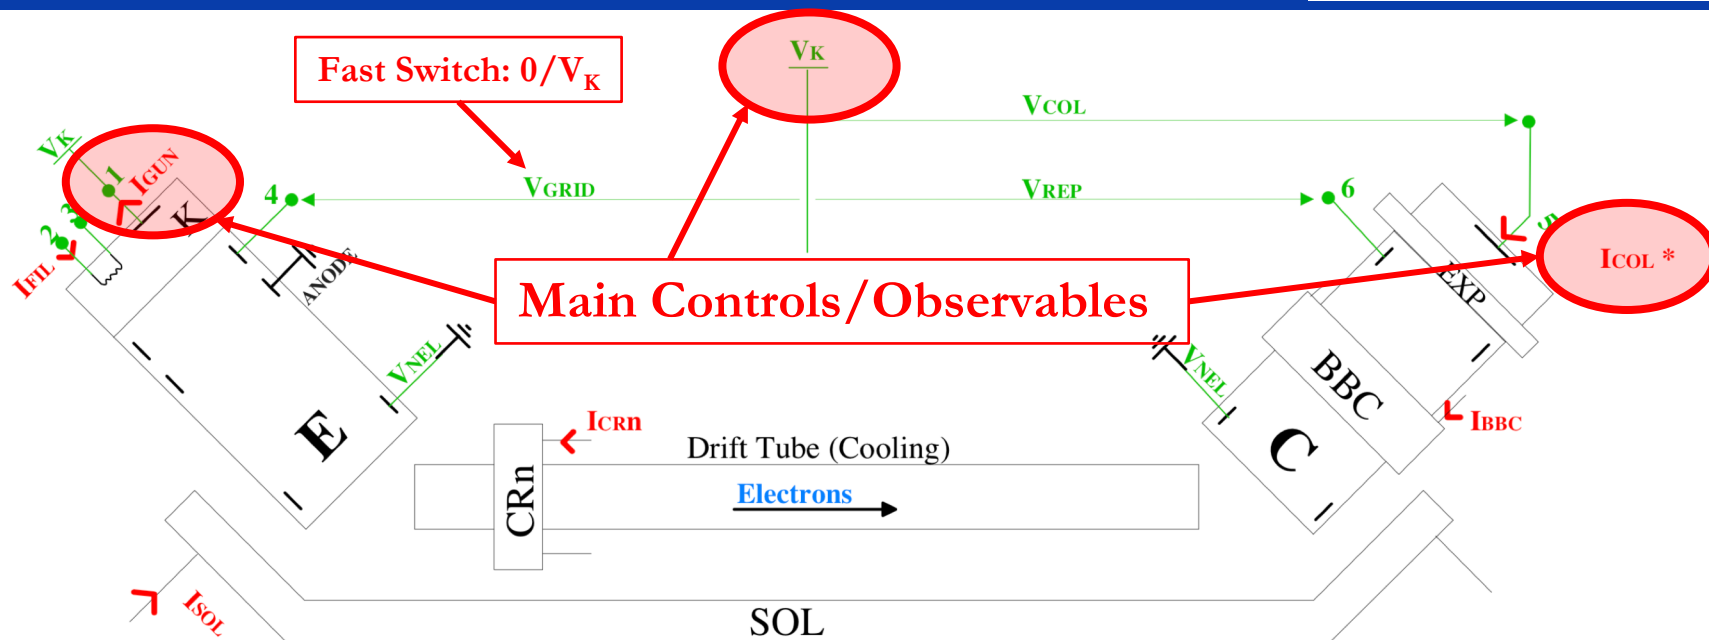 Fast Switch: 0/VK
VK
VCOL
VK
1
IGUN
4
VGRID
VREP
6
3
2
K
5
IFIL
ANODE
ICOL *
EXP
Main Controls/Observables
VNEL
VNEL
BBC
E
ICRn
C
IBBC
Drift Tube (Cooling)
CRn
Electrons
ISOL
SOL